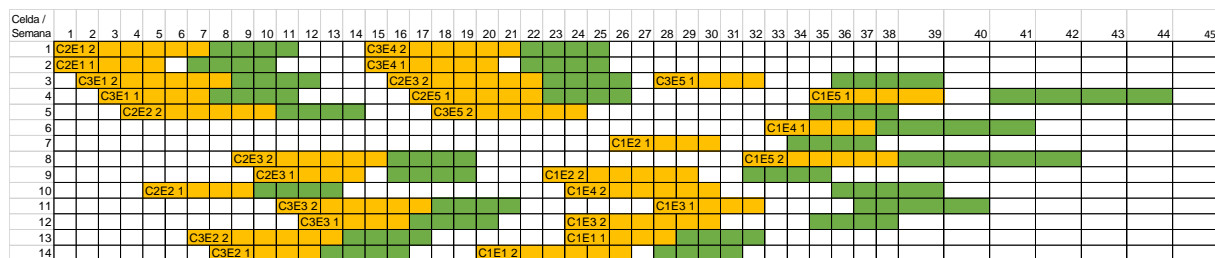 Celda /
Semana 1 2 3 4 5 6 7 8 9 10 11 12 13 14 15 16 17 18 19 20 21 22 23 24 25 26 27 28 29 30 31 32 33 34 35 36 37 38 39 40 41 42 43 44 45
1 C2E1 2 C3E4 2
2 C2E1 1 C3E4 1
3 C3E1 2 C2E3 2 C3E5 1
4 C3E1 1 C2E5 1 C1E5 1
5 C2E2 2 C3E5 2
6 C1E4 1
7 C1E2 1
8 C2E3 2 C1E5 2
9 C2E3 1 C1E2 2
10 C2E2 1 C1E4 2
11 C3E3 2 C1E3 1
12 C3E3 1 C1E3 2
13 C3E2 2 C1E1 1
14 C3E2 1 C1E1 2